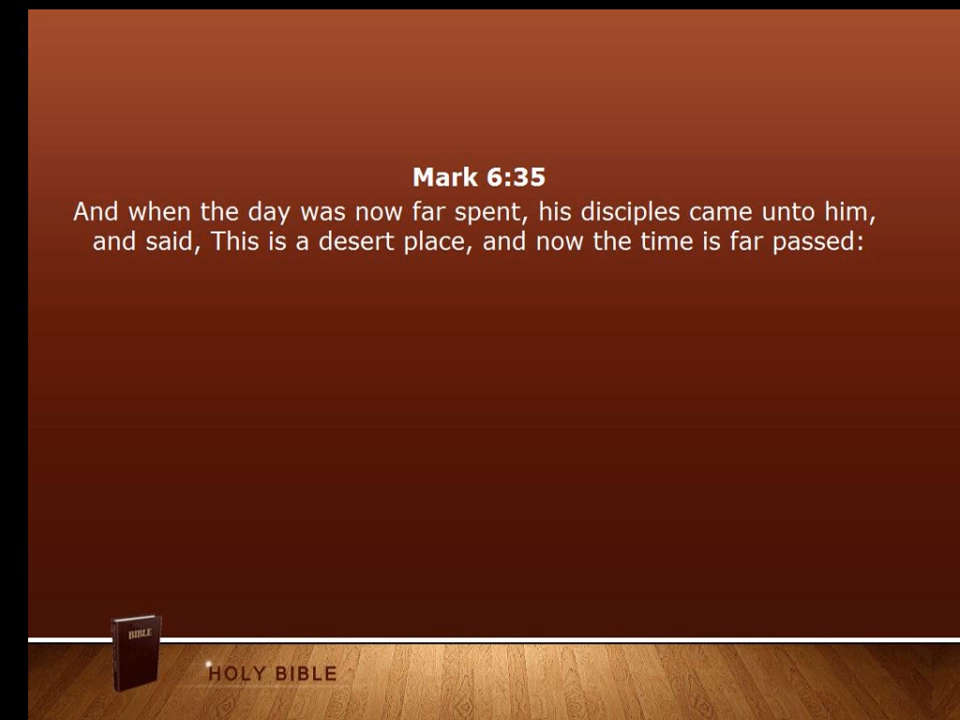 Mark 6:35
And when the day was now far spent, his disciples came unto him,
and said, This is a desert place, and now the time is far passed:
BIBLE
HOLY BIBLE